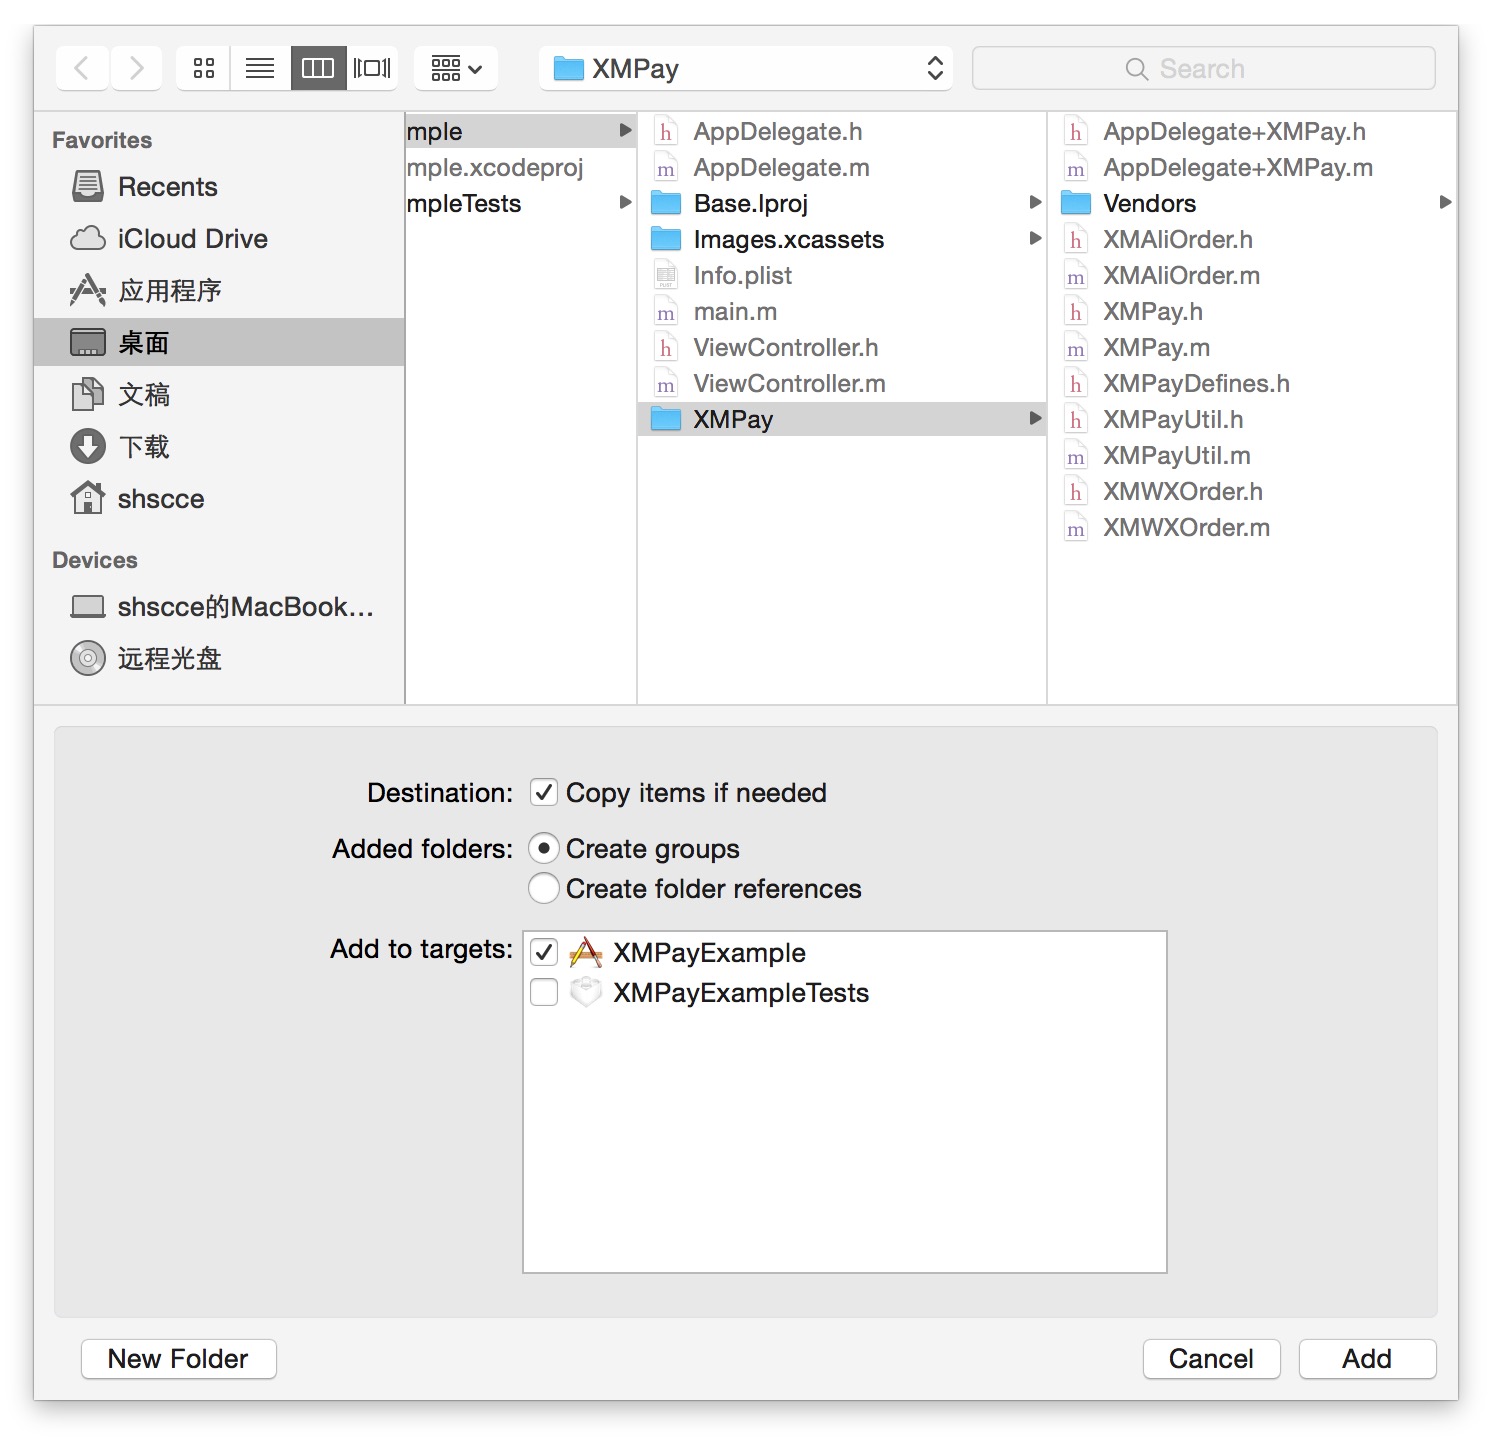 XMPay
Search
Favorites
Recents
iCloud Drive
应用程序
桌面
文稿
下载
shscce
Devices
shscce的MacBook...
远程光盘
mple
mple.xcodeproj
mpleTests
h AppDelegate.h
m AppDelegate.m
Base.lproj
Images.xcassets
Info.plist
m main.m
h ViewController.h
m ViewController.m
XMPay
h AppDelegate+XMPay.h
m AppDelegate+XMPay.m
Vendors
h XMAliOrder.h
m XMAliOrder.m
h XMPay.h
m XMPay.m
h XMPayDefines.h
h XMPayUtil.h
m XMPayUtil.m
h XMWXOrder.h
m XMWXOrder.m
Destination: Copy items if needed
Added folders: Create groups
Create folder references
Add to targets: XMPayExample
XMPayExampleTests
New Folder
Cancel
Add